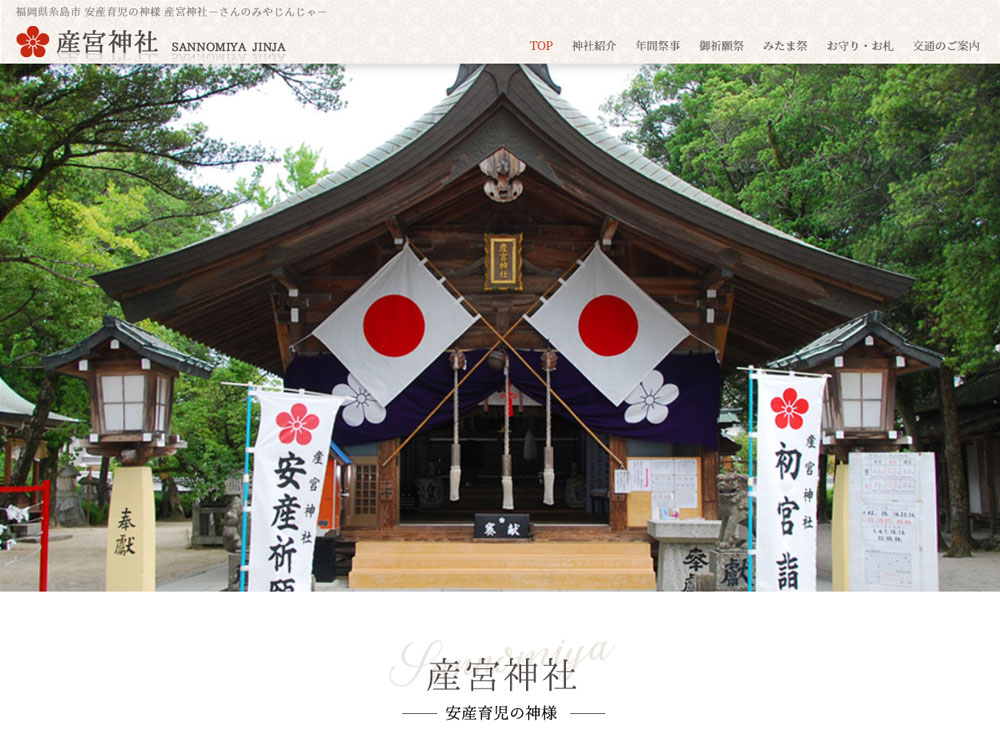 福岡県糸島市 安産育児の神様 産宮神社－さんのみやじんじゃ－
産宮神社 SANNOMIYA JINJA
TOP 神社紹介 年間祭事 御祈願祭 みたま祭 お守り・お札 交通のご案内
産宮神社
奉獻
産宮神社
安産祈願
賽献
奉獻
産宮神社
初宮詣
Sannomiya
産宮神社
安産育児の神様